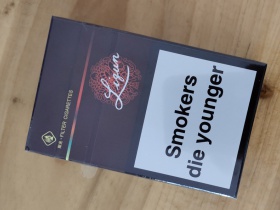 Liqun
Smokers
die younger
FILTER CIGARETTES